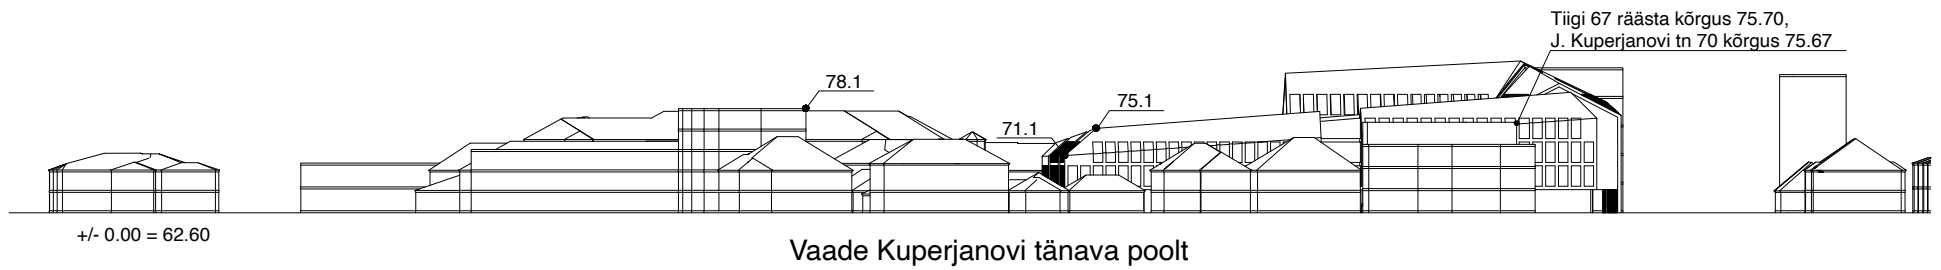 Tiigi 67 räästa kõrgus 75.70,
J. Kuperjanovi tn 70 kõrgus 75.67
78.1
75.1
71.1
+/- 0.00 = 62.60
Vaade Kuperjanovi tänava poolt